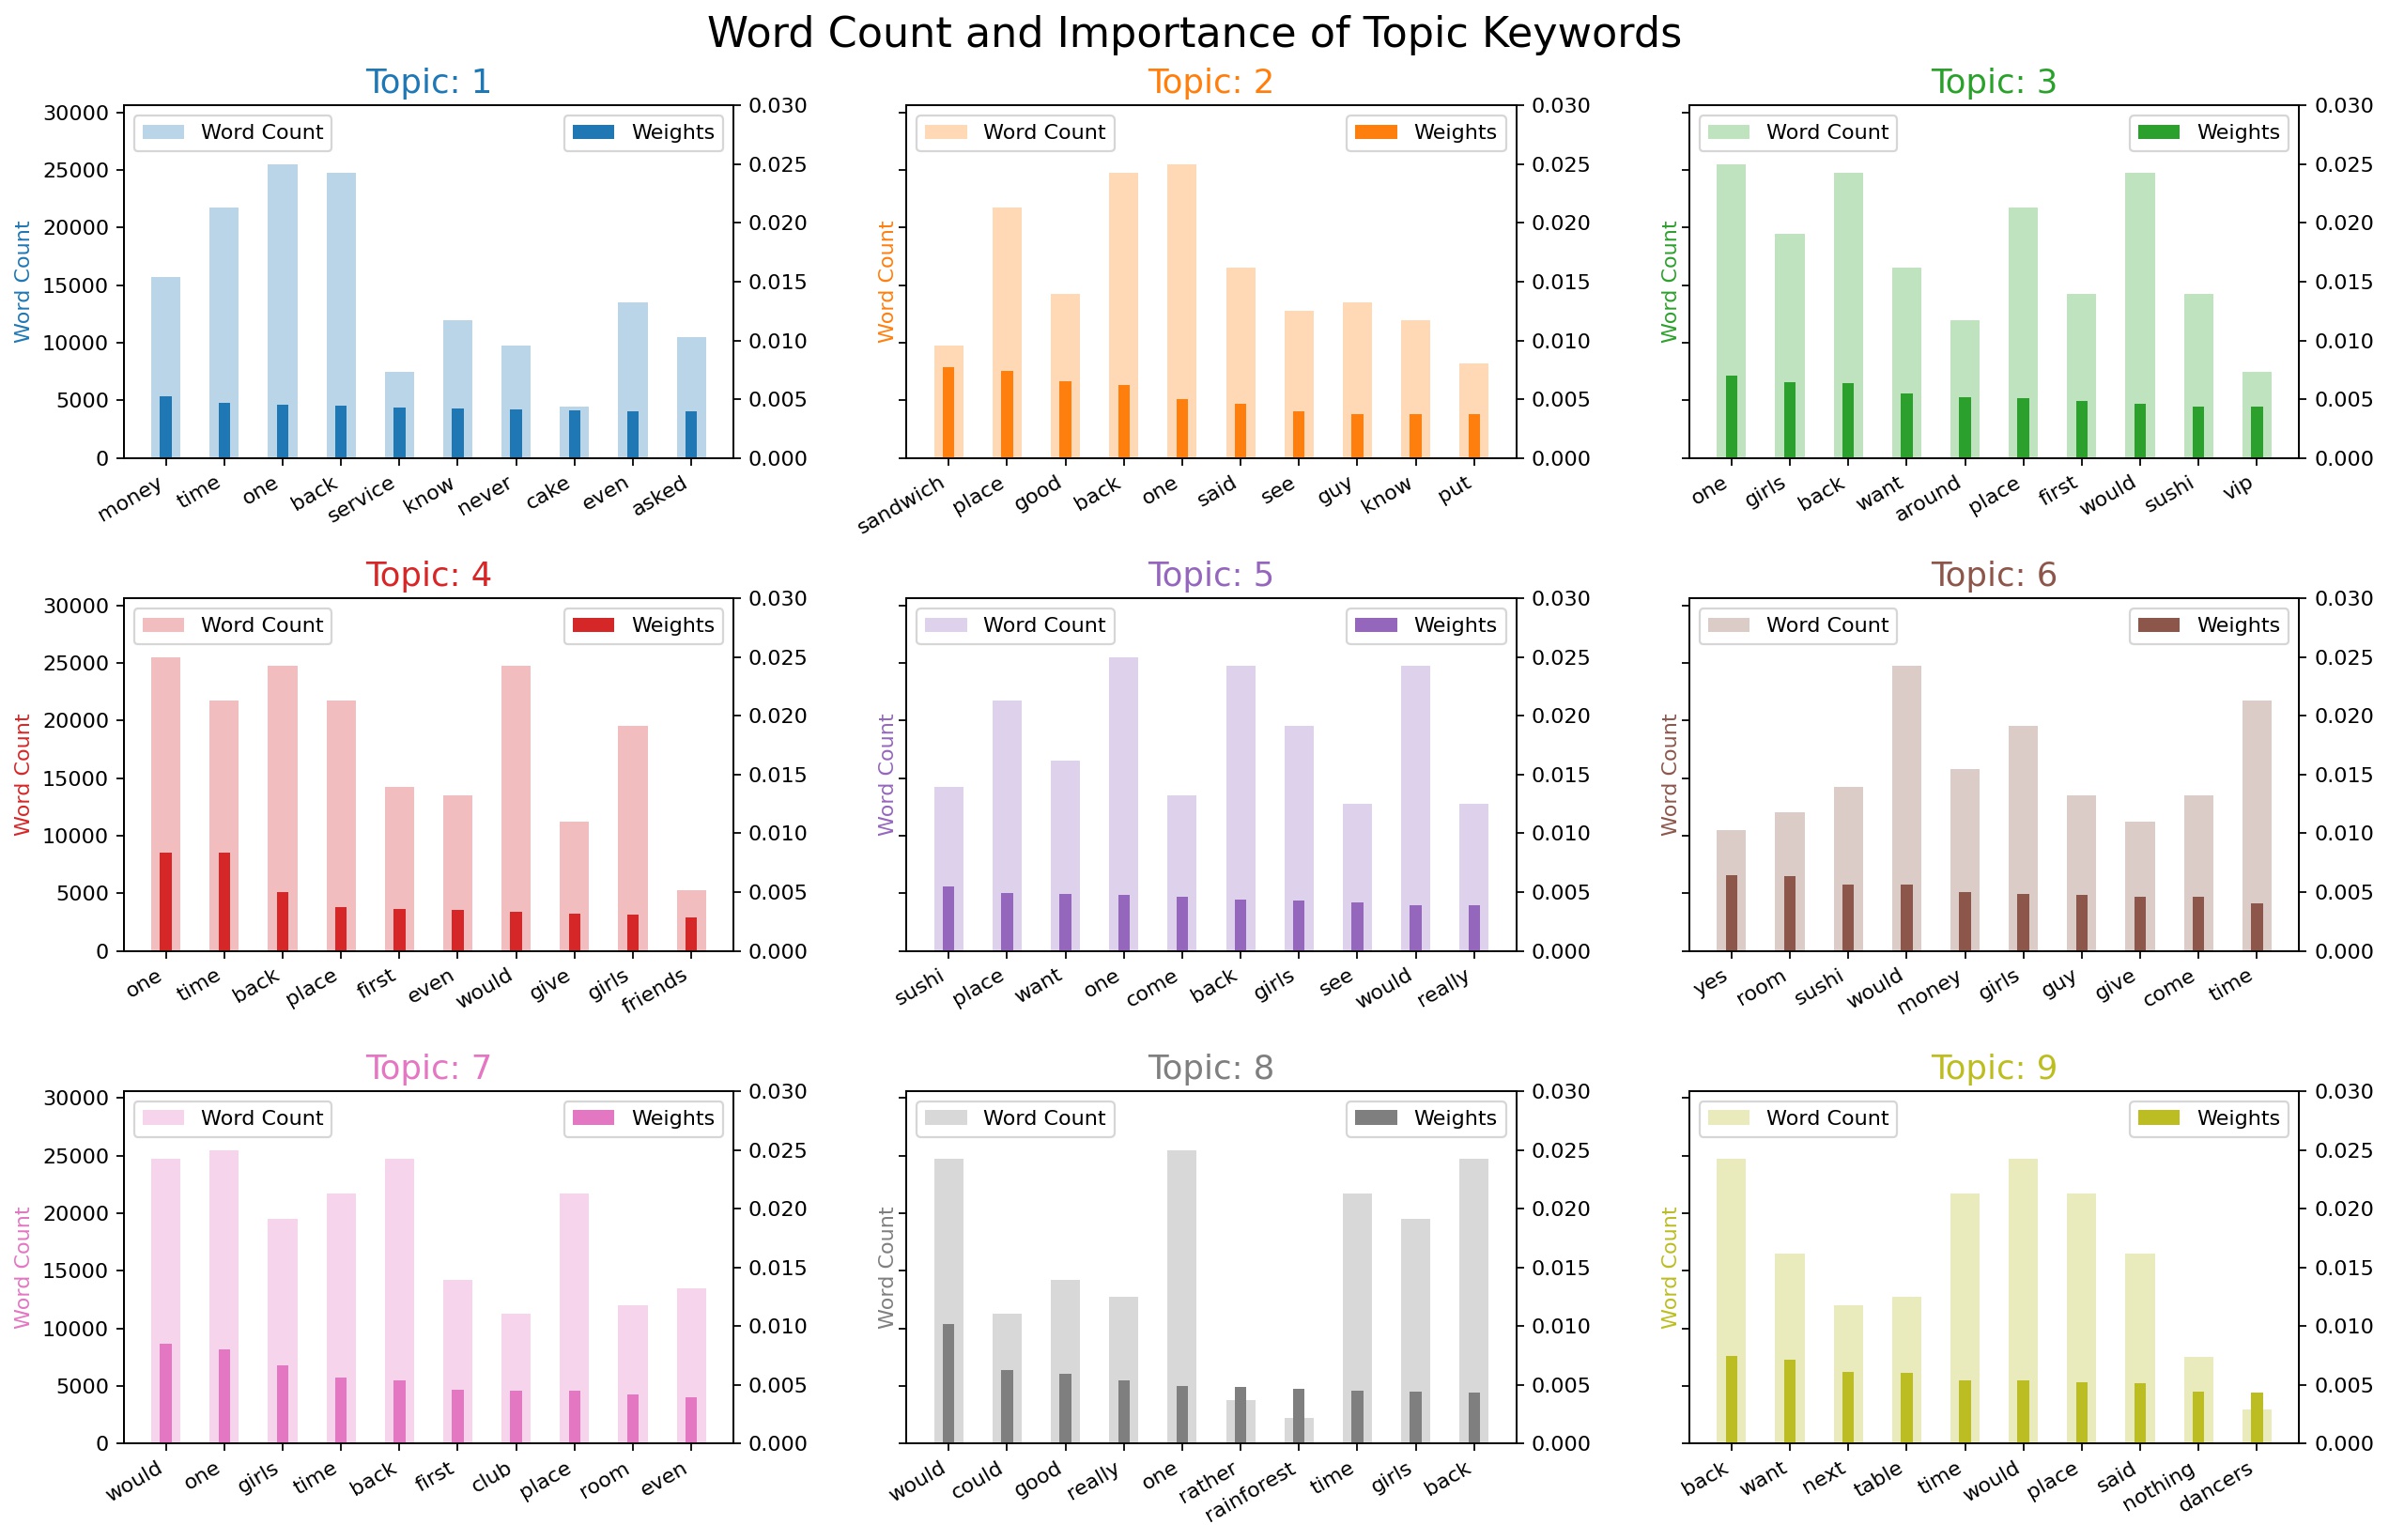 Word Count and Importance of Topic Keywords
Topic: 1
Word Count
Weights
Word Count
30000
25000
20000
15000
10000
5000
0
0.030
0.025
0.020
0.015
0.010
0.005
0.000
money time one back service know never cake even asked
Topic: 2
Word Count
Weights
Word Count
0.030
0.025
0.020
0.015
0.010
0.005
0.000
sandwich place good back one said see guy know put
Topic: 3
Word Count
Weights
Word Count
0.030
0.025
0.020
0.015
0.010
0.005
0.000
one girls back want around place first would sushi vip
Topic: 4
Word Count
Weights
Word Count
30000
25000
20000
15000
10000
5000
0
0.030
0.025
0.020
0.015
0.010
0.005
0.000
one time back place first even would give girls friends
Topic: 5
Word Count
Weights
Word Count
0.030
0.025
0.020
0.015
0.010
0.005
0.000
sushi place want one come back girls see would really
Topic: 6
Word Count
Weights
Word Count
0.030
0.025
0.020
0.015
0.010
0.005
0.000
yes room sushi would money girls guy give come time
Topic: 7
Word Count
Weights
Word Count
30000
25000
20000
15000
10000
5000
0
0.030
0.025
0.020
0.015
0.010
0.005
0.000
would one girls time back first club place room even
Topic: 8
Word Count
Weights
Word Count
0.030
0.025
0.020
0.015
0.010
0.005
0.000
would could good really one rather rainforest time girls back
Topic: 9
Word Count
Weights
Word Count
0.030
0.025
0.020
0.015
0.010
0.005
0.000
back want next table time would place said nothing dancers